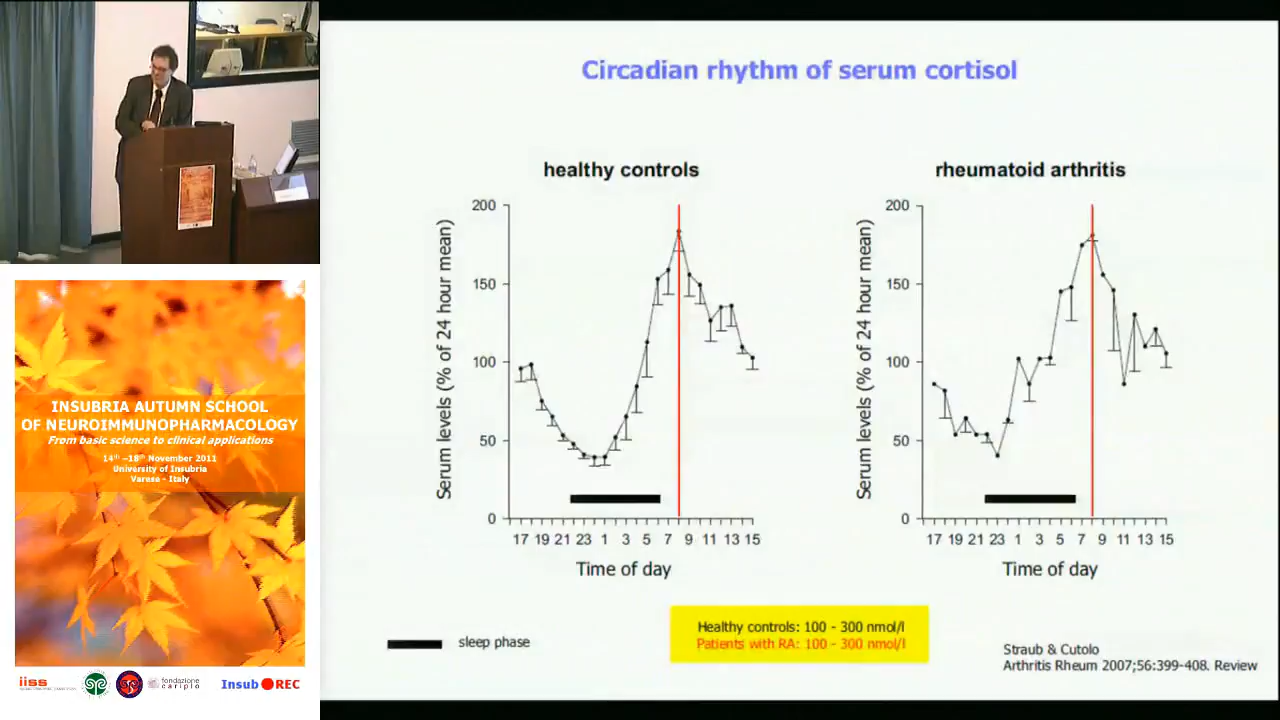 Circadian rhythm of serum cortisol
healthy controls
rheumatoid arthritis
Serum levels (% of 24 hour mean)
200
150
100
50
0
17 19 21 23 1 3 5 7 9 11 13 15
Time of day
Serum levels (% of 24 hour mean)
200
150
100
50
0
17 19 21 23 1 3 5 7 9 11 13 15
Time of day
sleep phase
Healthy controls: 100 - 300 nmol/l
Patients with RA: 100 - 300 nmol/l
Straub & Cutolo
Arthritis Rheum 2007;56:399-408. Review
INSUBRIA AUTUMN SCHOOL
OF NEUROIMMUNOPHARMACOLOGY
From basic science to clinical applications
14th –18th November 2011
University of Insubria
Varese - Italy
iiss
fondazione
cariplo
Insub REC